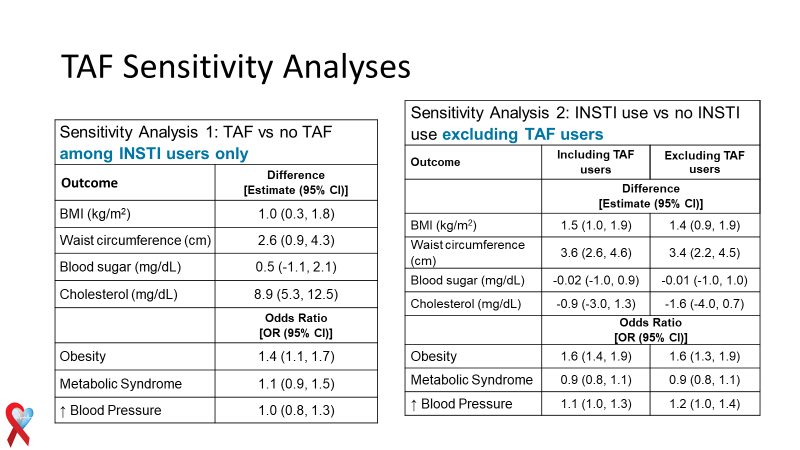 TAF Sensitivity Analyses
Sensitivity Analysis 1: TAF vs no TAF
among INSTI users only
Outcome
Difference
[Estimate (95% CI)]
BMI (kg/m²) 1.0 (0.3, 1.8)
Waist circumference (cm) 2.6 (0.9, 4.3)
Blood sugar (mg/dL) 0.5 (-1.1, 2.1)
Cholesterol (mg/dL) 8.9 (5.3, 12.5)
Odds Ratio
[OR (95% CI)]
Obesity 1.4 (1.1, 1.7)
Metabolic Syndrome 1.1 (0.9, 1.5)
↑ Blood Pressure 1.0 (0.8, 1.3)
Sensitivity Analysis 2: INSTI use vs no INSTI
use excluding TAF users
Outcome
Including TAF
users
Excluding TAF
users
Difference
[Estimate (95% CI)]
BMI (kg/m²) 1.5 (1.0, 1.9) 1.4 (0.9, 1.9)
Waist circumference
(cm)
3.6 (2.6, 4.6) 3.4 (2.2, 4.5)
Blood sugar (mg/dL) -0.02 (-1.0, 0.9) -0.01 (-1.0, 1.0)
Cholesterol (mg/dL) -0.9 (-3.0, 1.3) -1.6 (-4.0, 0.7)
Odds Ratio
[OR (95% CI)]
Obesity 1.6 (1.4, 1.9) 1.6 (1.3, 1.9)
Metabolic Syndrome 0.9 (0.8, 1.1) 0.9 (0.8, 1.1)
↑ Blood Pressure 1.1 (1.0, 1.3) 1.2 (1.0, 1.4)